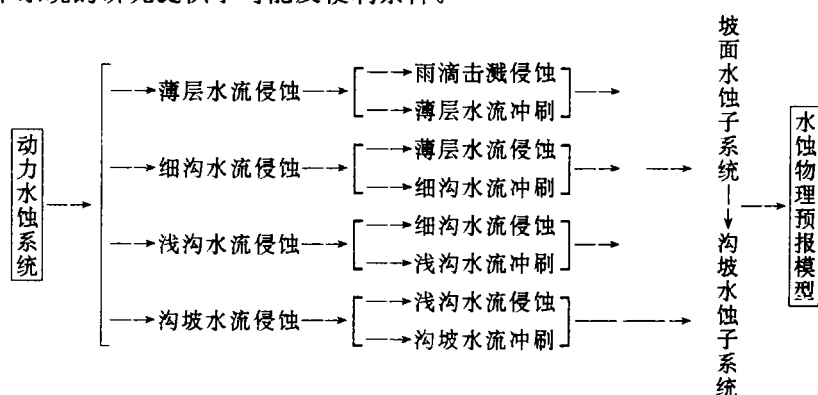 动力水蚀系统
薄层水流侵蚀
雨滴击溅侵蚀
薄层水流冲刷
细沟水流侵蚀
薄层水流侵蚀
细沟水流冲刷
浅沟水流侵蚀
细沟水流侵蚀
浅沟水流冲刷
沟坡水流侵蚀
浅沟水流侵蚀
沟坡水流冲刷
坡面水蚀子系统
沟坡水蚀子系统
水蚀物理预报模型